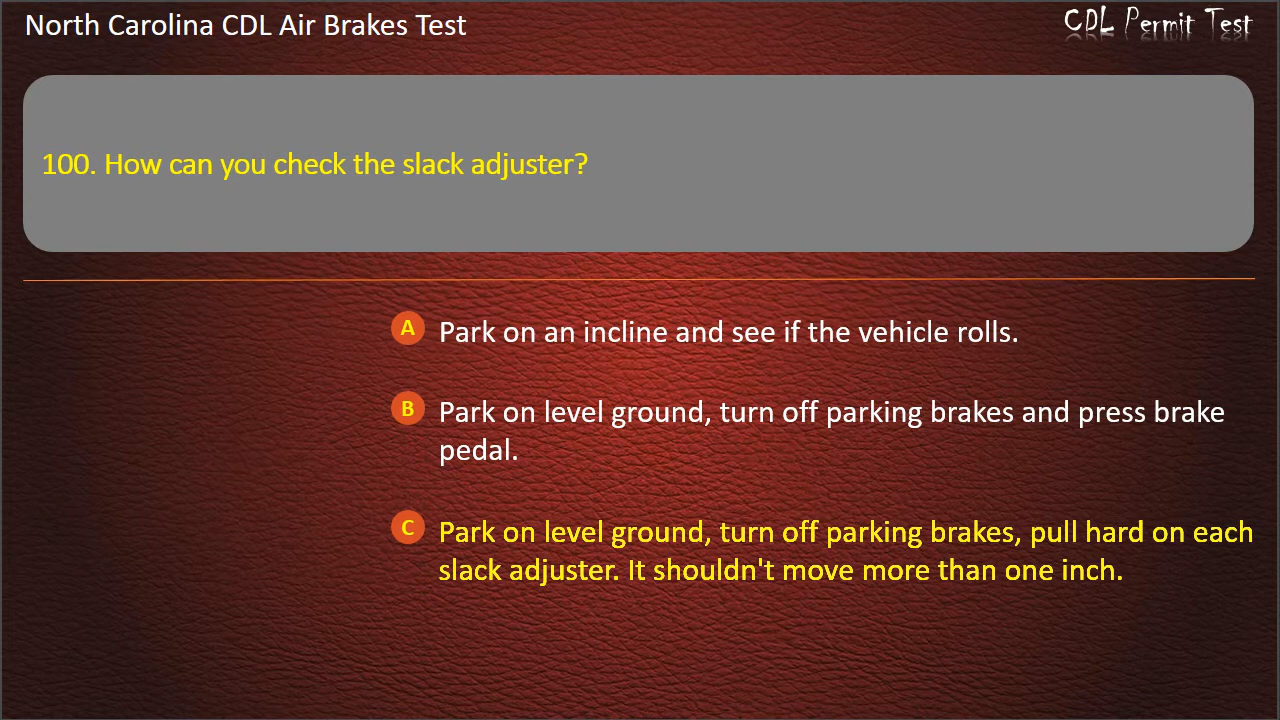 North Carolina CDL Air Brakes Test
CDL Permit Test
100. How can you check the slack adjuster?
A Park on an incline and see if the vehicle rolls.
B Park on level ground, turn off parking brakes and press brake
pedal.
C Park on level ground, turn off parking brakes, pull hard on each
slack adjuster. It shouldn't move more than one inch.